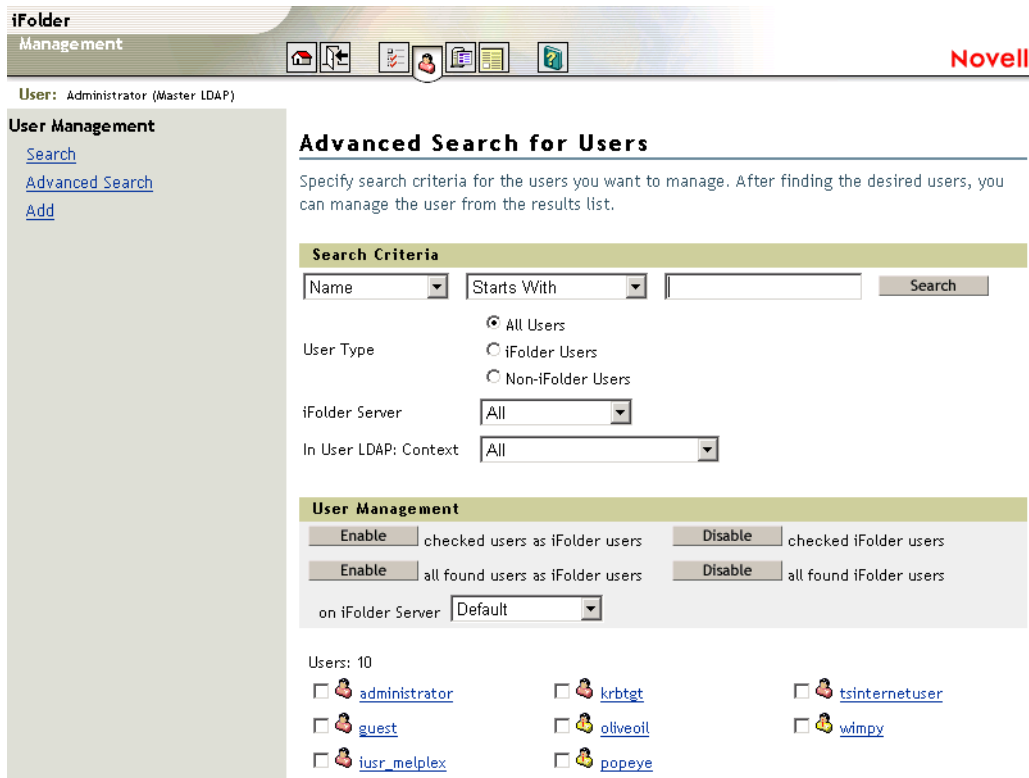 iFolder
Management
Novell
User: Administrator (Master LDAP)
User Management
Search
Advanced Search
Add
Advanced Search for Users
Specify search criteria for the users you want to manage. After finding the desired users, you
can manage the user from the results list.
Search Criteria
Name Starts With Search
All Users
User Type
iFolder Users
Non-iFolder Users
iFolder Server All
In User LDAP: Context All
User Management
Enable checked users as iFolder users Disable checked iFolder users
Enable all found users as iFolder users Disable all found iFolder users
on iFolder Server Default
Users: 10
administrator krbtgt tsinternetuser
guest oliveoil wimpy
iusr_melplex popeye